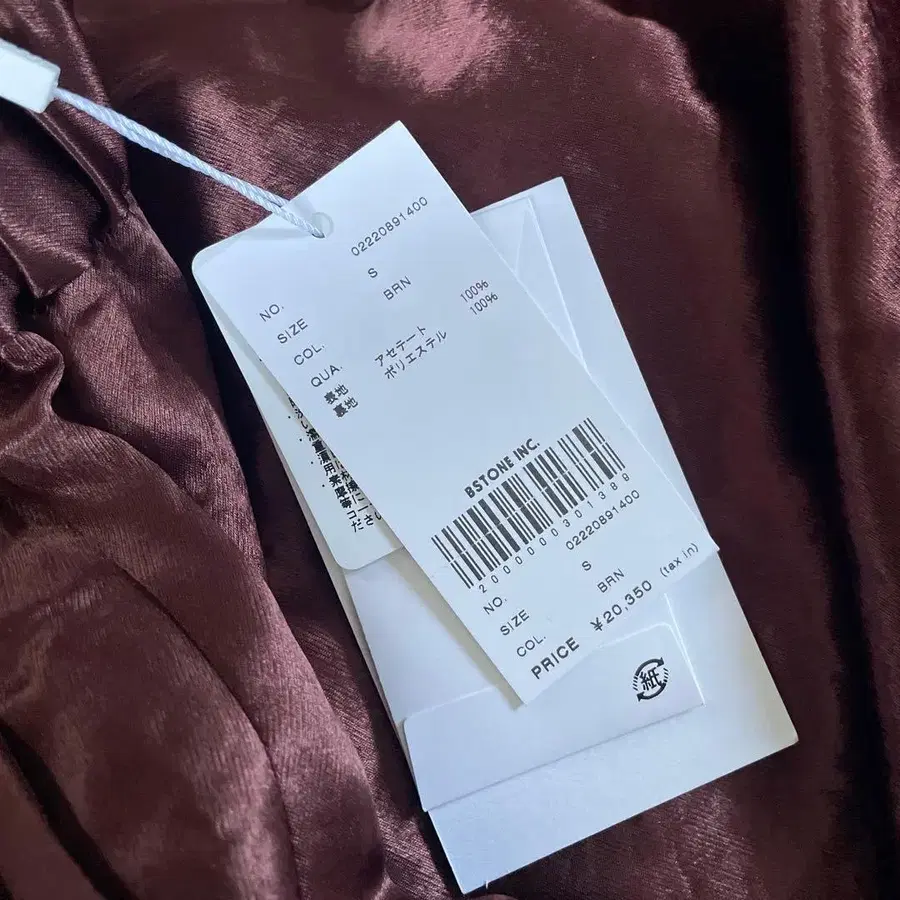 NO. 02220891400
SIZE S
COL. BRN
QUA.
表地 アセテート 100%
裏地 ポリエステル 100%
BSTONE INC.
2000000301388
NO. 02220891400
SIZE S
COL. BRN
PRICE ¥20,350 (tax in)
紙